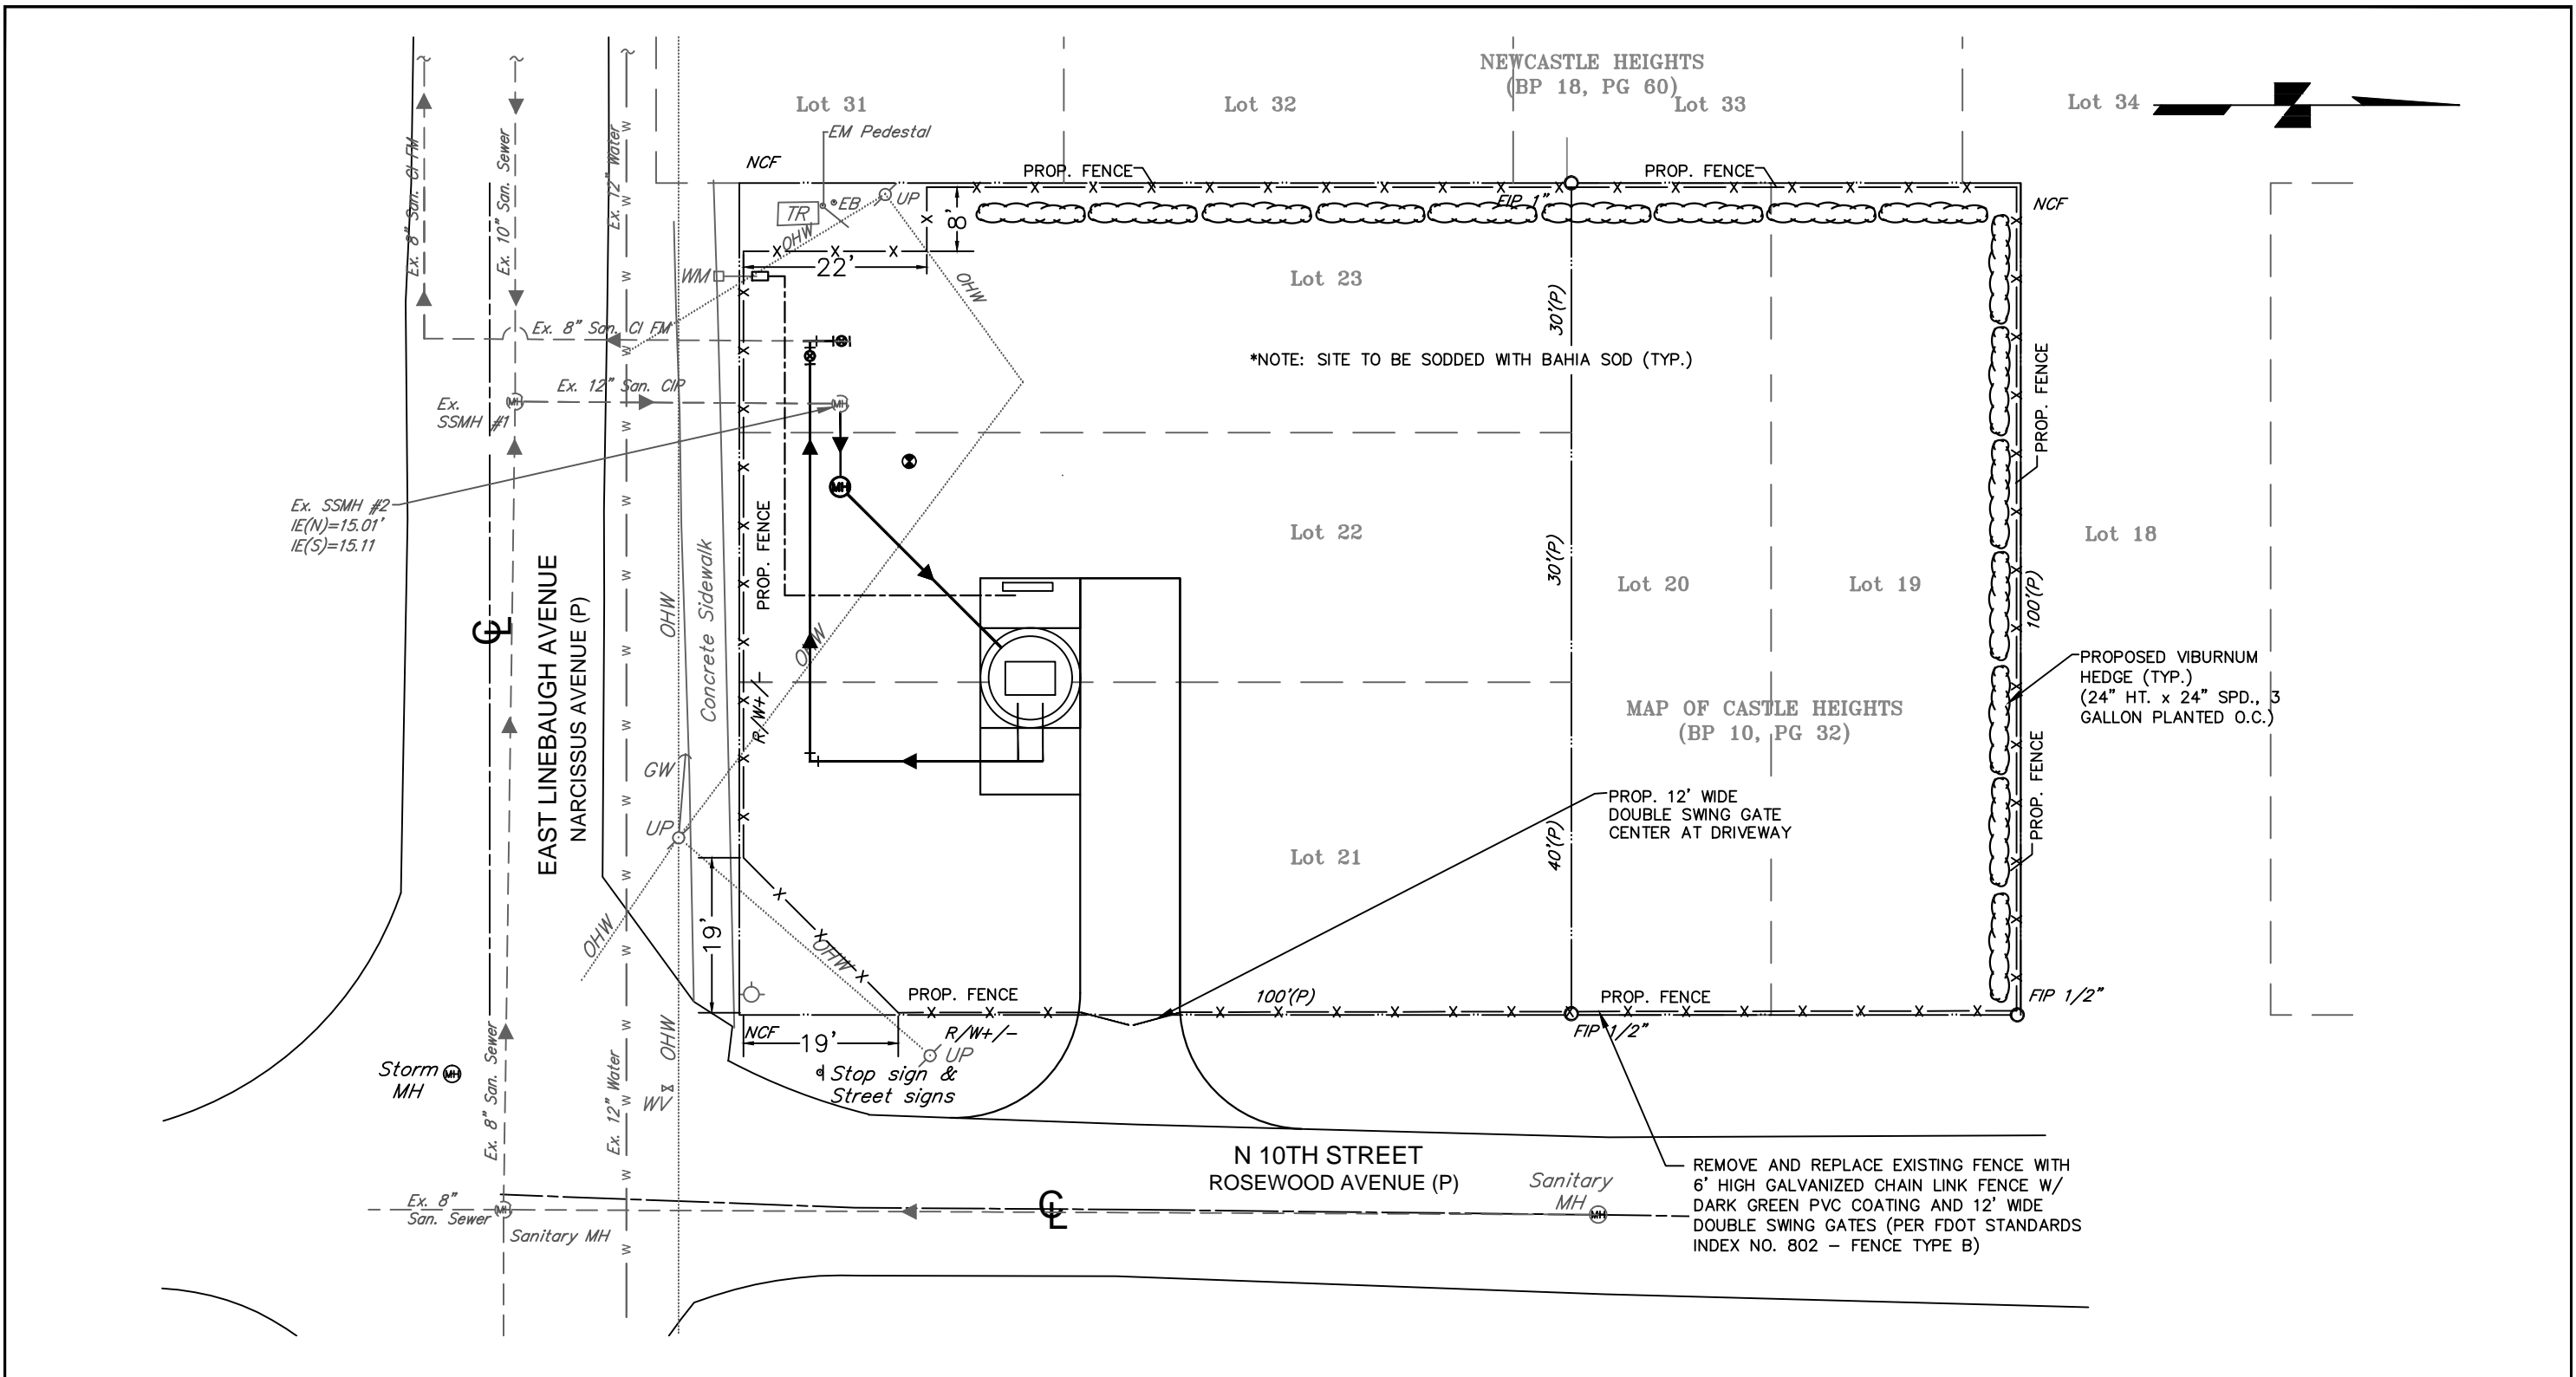 NEWCASTLE HEIGHTS
(BP 18, PG 60)
Lot 31
Lot 32
Lot 33
Lot 34
EM Pedestal
NCF
PROP. FENCE
PROP. FENCE
Ex. 8" San. CI FM
Ex. 10" San. Sewer
Ex. 12" Water
TR
EB
UP
OHW
8'
FIP 1"
NCF
22'
WM
OHW
Lot 23
30'(P)
Ex. 8" San. CI FM
*NOTE: SITE TO BE SODDED WITH BAHIA SOD (TYP.)
PROP. FENCE
Ex. 12" San. CIP
MH
MH
Ex.
SSMH #1
MH
Ex. SSMH #2
IE(N)=15.01'
IE(S)=15.11
PROP. FENCE
Lot 22
30'(P)
Lot 18
Lot 20
Lot 19
100'(P)
EAST LINEBAUGH AVENUE
NARCISSUS AVENUE (P)
CL
OHW
Concrete Sidewalk
OHW
R/W+/-
PROPOSED VIBURNUM
HEDGE (TYP.)
(24" HT. x 24" SPD., 3
GALLON PLANTED O.C.)
MAP OF CASTLE HEIGHTS
(BP 10, PG 32)
PROP. FENCE
GW
UP
PROP. 12' WIDE
DOUBLE SWING GATE
CENTER AT DRIVEWAY
40'(P)
Lot 21
19'
OHW
OHW
PROP. FENCE
100'(P)
PROP. FENCE
FIP 1/2"
NCF
19'
R/W+/-
UP
FIP 1/2"
OHW
Stop sign &
Street signs
Storm MH
MH
WV
Ex. 8" San. Sewer
Ex. 12" Water
N 10TH STREET
ROSEWOOD AVENUE (P)
CL
Sanitary
MH
MH
REMOVE AND REPLACE EXISTING FENCE WITH
6' HIGH GALVANIZED CHAIN LINK FENCE W/
DARK GREEN PVC COATING AND 12' WIDE
DOUBLE SWING GATES (PER FDOT STANDARDS
INDEX NO. 802 – FENCE TYPE B)
Ex. 8"
San. Sewer
MH
Sanitary MH